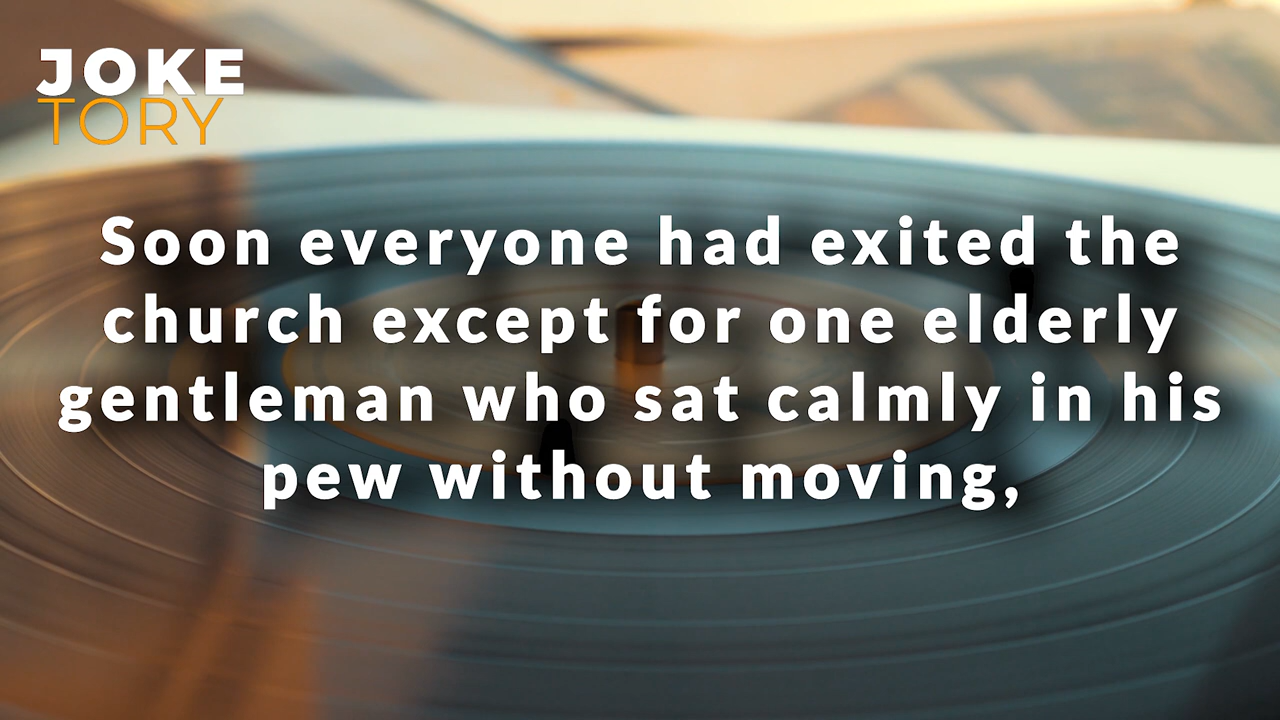 JOKE
TORY
Soon everyone had exited the
church except for one elderly
gentleman who sat calmly in his
pew without moving,